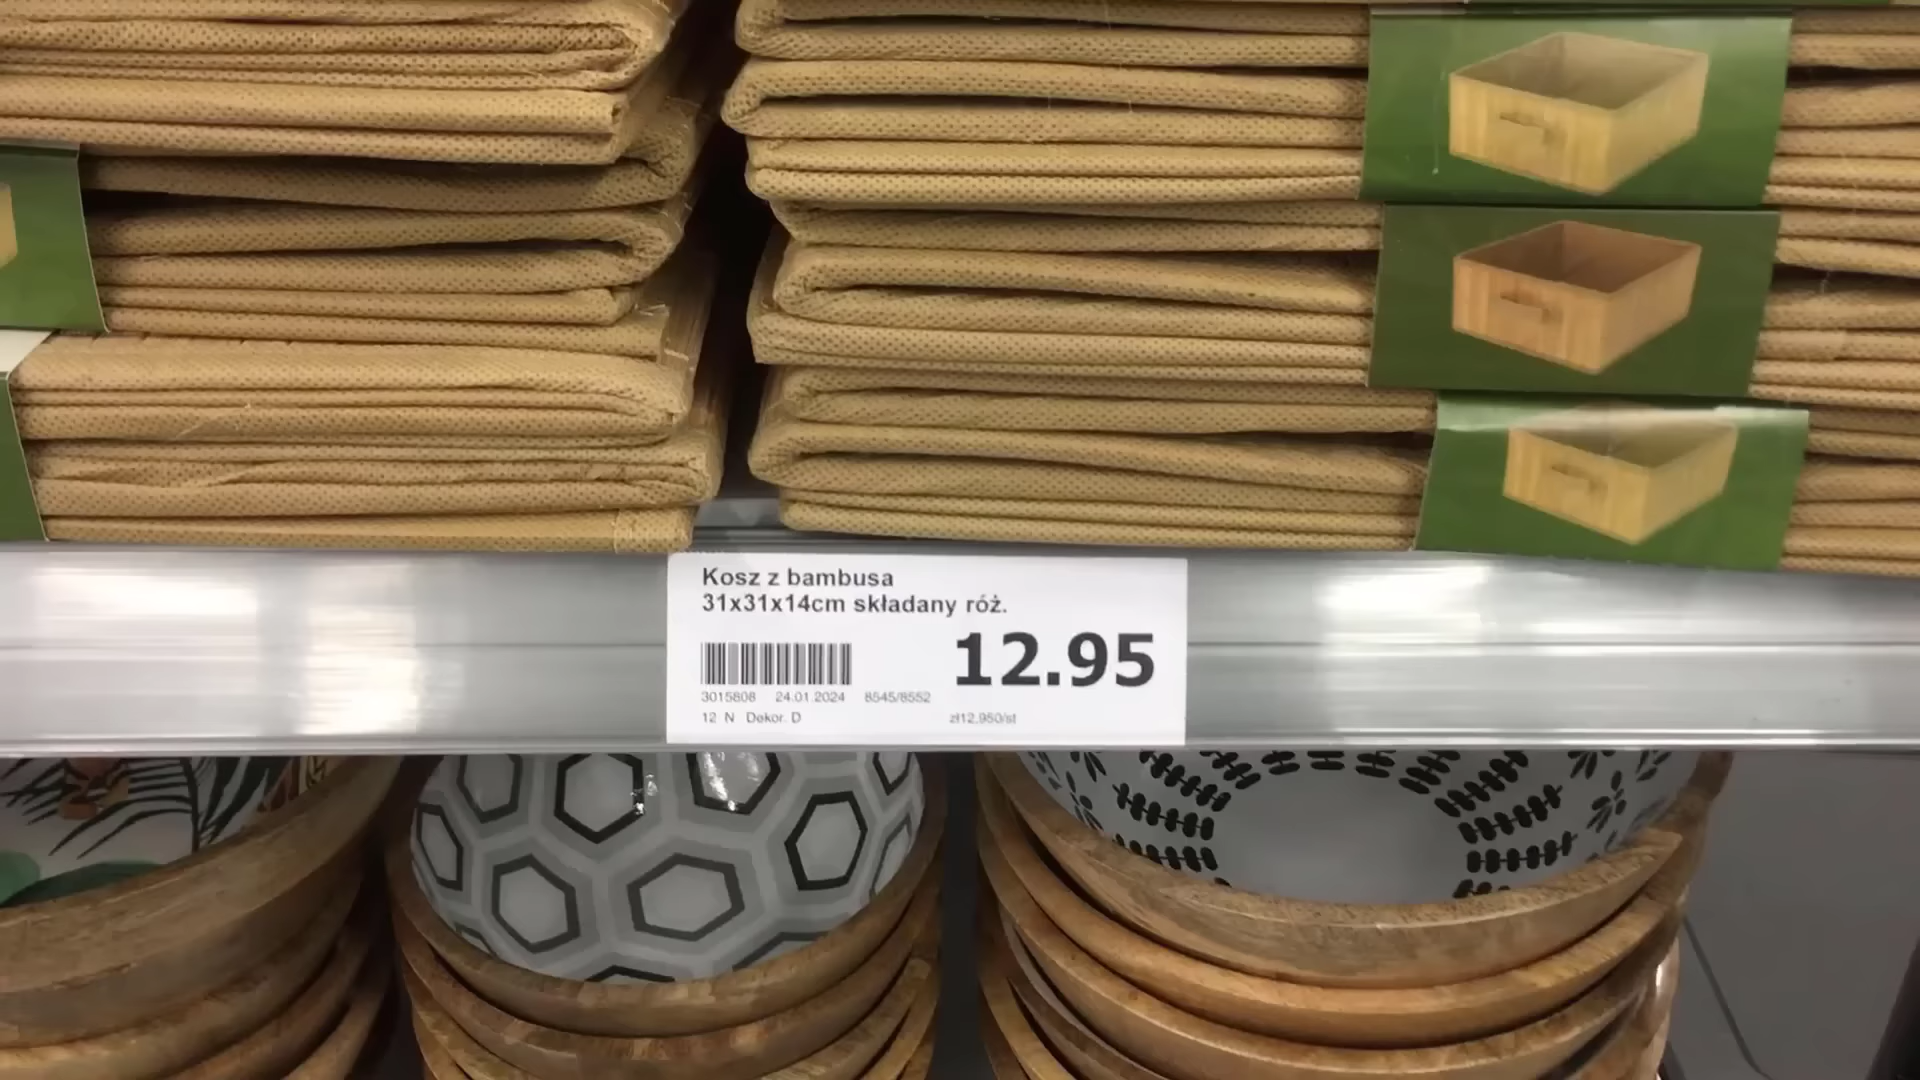 Kosz z bambusa
31x31x14cm składany róż.
12.95
3015808 24.01.2024 8545/8552
12 N Dekor. D zł12,950/st